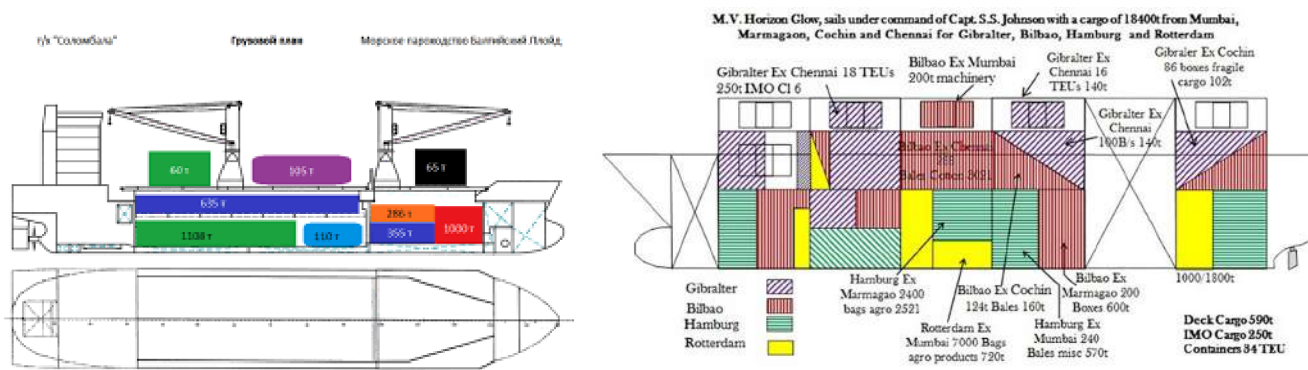 т/х "Соломбала"
Грузовой план
Морское пароходство Балтийский Ллойд
60 т
105 т
65 т
635 т
286 т
1000 т
1108 т
110 т
355 т
M.V. Horizon Glow, sails under command of Capt. S.S. Johnson with a cargo of 18400t from Mumbai,
Marmagaon, Cochin and Chennai for Gibralter, Bilbao, Hamburg and Rotterdam
Gibralter Ex Chennai 18 TEUs
250t IMO Cl 6
Bilbao Ex Mumbai
200t machinery
Gibralter Ex
Chennai 16
TEU's 140t
Gibraler Ex Cochin
86 boxes fragile
cargo 102t
Gibralter Ex
Chennai
100B/s 140t
Bilbao Ex Chennai
Bales Cotton 3021
Hamburg Ex
Marmagao 2400
bags agro 2521
Rotterdam Ex
Mumbai 7000 Bags
agro products 720t
Bilbao Ex Cochin
124t Bales 160t
Hamburg Ex
Mumbai 240
Bales misc 570t
Bilbao Ex
Marmagao 200
Boxes 600t
1000/1800t
Gibralter
Bilbao
Hamburg
Rotterdam
Deck Cargo 590t
IMO Cargo 250t
Containers 34 TEU